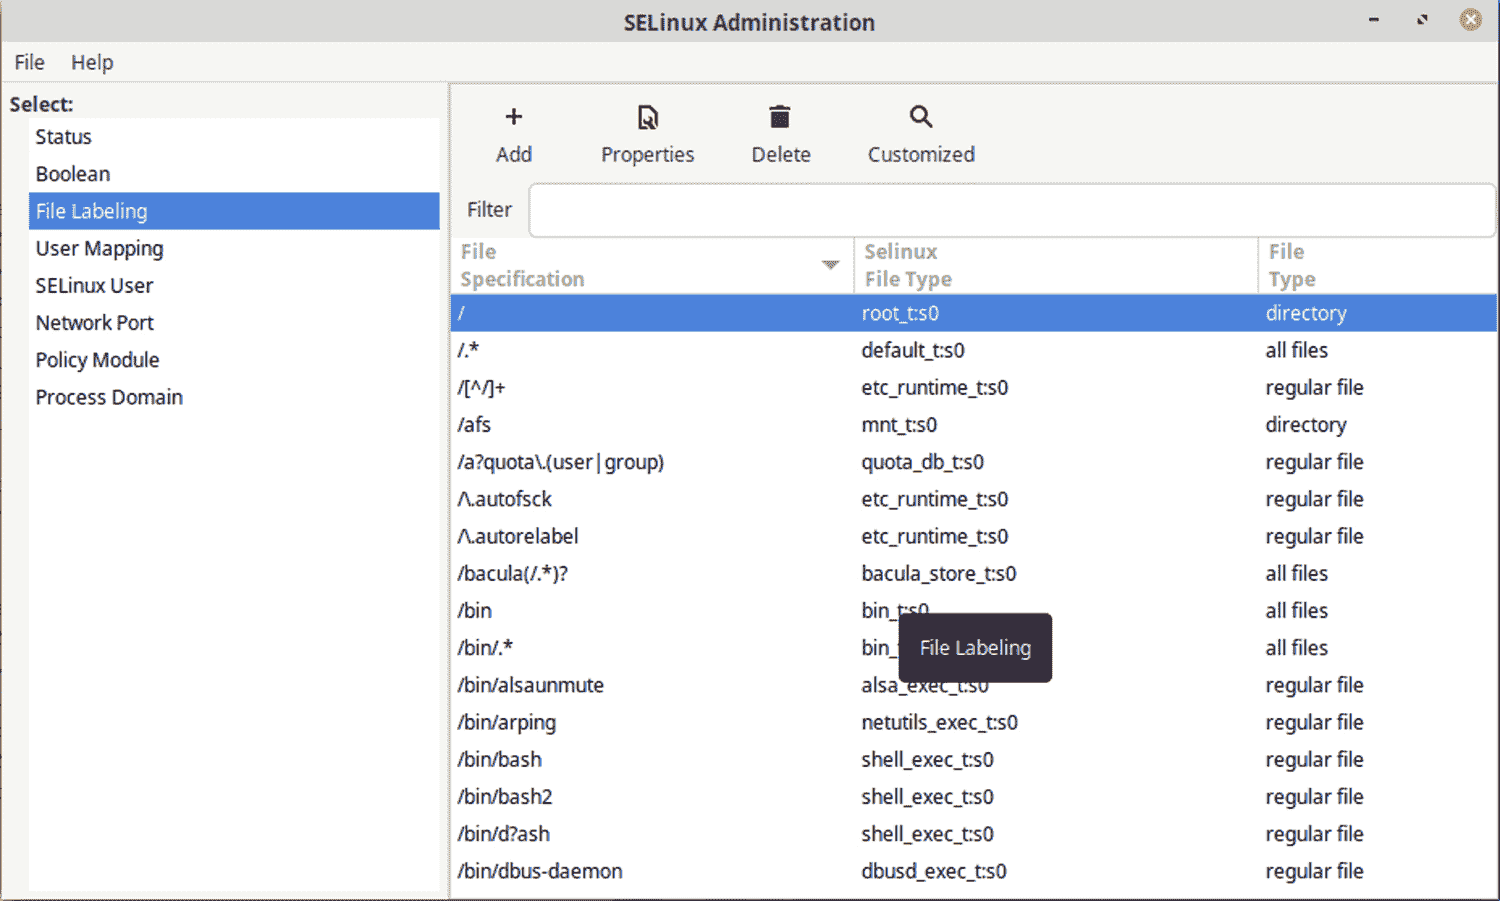 SELinux Administration
File Help
Select:
Status
Boolean
File Labeling
User Mapping
SELinux User
Network Port
Policy Module
Process Domain
Add Properties Delete Customized
Filter
File Specification Selinux File Type File Type
/ root_t:s0 directory
/.* default_t:s0 all files
/[^/]+ etc_runtime_t:s0 regular file
/afs mnt_t:s0 directory
/a?quota\.(user|group) quota_db_t:s0 regular file
/\.autofsck etc_runtime_t:s0 regular file
/\.autorelabel etc_runtime_t:s0 regular file
/bacula(/.*)? bacula_store_t:s0 all files
/bin bin_t:s0 all files
/bin/.* bin_ all files
File Labeling
/bin/alsaunmute alsa_exec_t:s0 regular file
/bin/arping netutils_exec_t:s0 regular file
/bin/bash shell_exec_t:s0 regular file
/bin/bash2 shell_exec_t:s0 regular file
/bin/d?ash shell_exec_t:s0 regular file
/bin/dbus-daemon dbusd_exec_t:s0 regular file